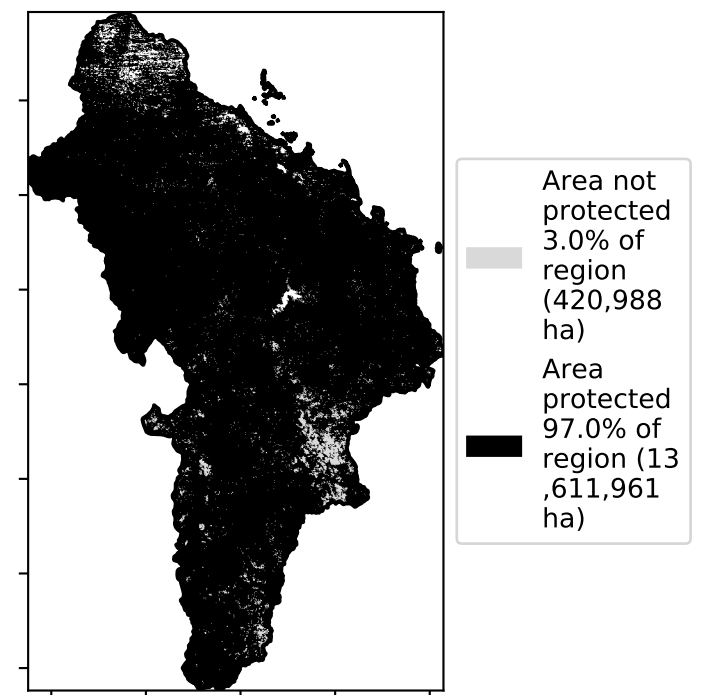 Area not
protected
3.0% of
region
(420,988
ha)
Area
protected
97.0% of
region (13
,611,961
ha)